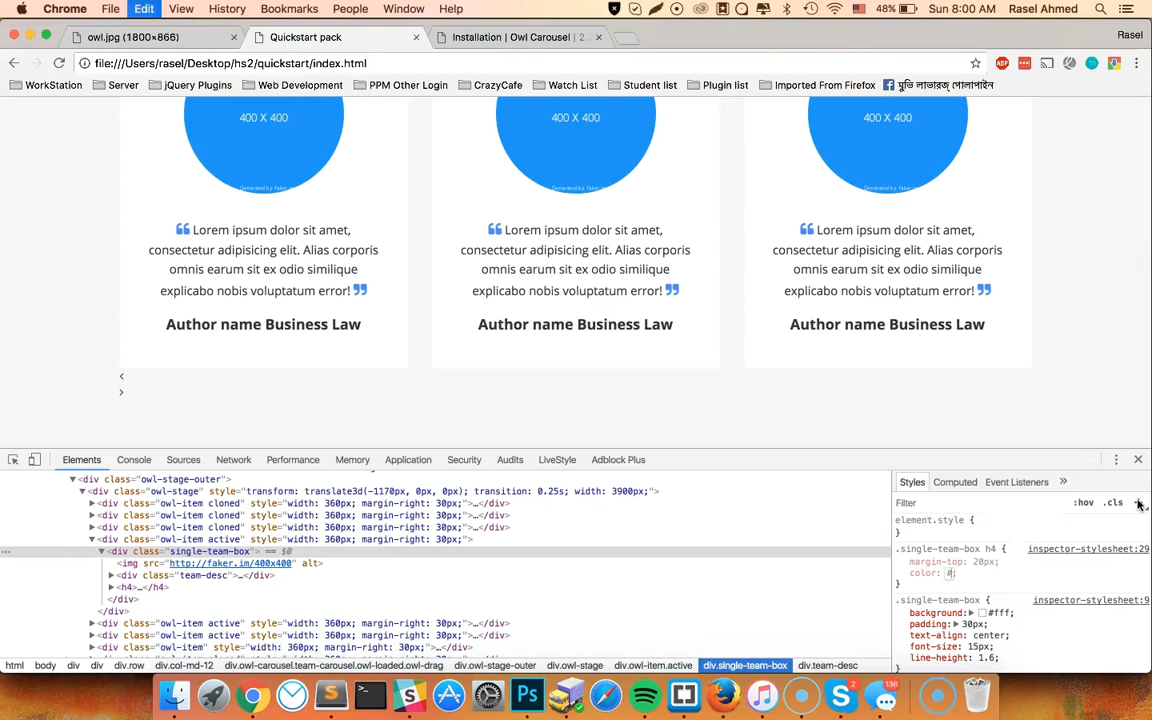 Chrome File Edit View History Bookmarks People Window Help 48% Sun 8:00 AM Rasel Ahmed
owl.jpg (1800×866) × Quickstart pack × Installation | Owl Carousel | 2. × Rasel
file:///Users/rasel/Desktop/hs2/quickstart/index.html
WorkStation Server jQuery Plugins Web Development PPM Other Login CrazyCafe Watch List Student list Plugin list Imported From Firefox মুভি লাভারজ্ পোলাপাইন
400 X 400 400 X 400 400 X 400
Lorem ipsum dolor sit amet, Lorem ipsum dolor sit amet, Lorem ipsum dolor sit amet,
consectetur adipisicing elit. Alias corporis consectetur adipisicing elit. Alias corporis consectetur adipisicing elit. Alias corporis
omnis earum sit ex odio similique omnis earum sit ex odio similique omnis earum sit ex odio similique
explicabo nobis voluptatum error! explicabo nobis voluptatum error! explicabo nobis voluptatum error!
Author name Business Law Author name Business Law Author name Business Law
‹
›
Elements Console Sources Network Performance Memory Application Security Audits LiveStyle Adblock Plus
▼<div class="owl-stage-outer">
▼<div class="owl-stage" style="transform: translate3d(-1170px, 0px, 0px); transition: 0.25s; width: 3900px;">
▶<div class="owl-item cloned" style="width: 360px; margin-right: 30px;">…</div>
▶<div class="owl-item cloned" style="width: 360px; margin-right: 30px;">…</div>
▶<div class="owl-item cloned" style="width: 360px; margin-right: 30px;">…</div>
▼<div class="owl-item active" style="width: 360px; margin-right: 30px;">
▼<div class="single-team-box"> == $0
<img src="http://faker.im/400x400" alt>
▶<div class="team-desc">…</div>
▶<h4>…</h4>
</div>
</div>
▶<div class="owl-item active" style="width: 360px; margin-right: 30px;">…</div>
▶<div class="owl-item active" style="width: 360px; margin-right: 30px;">…</div>
▶<div class="owl-item" style="width: 360px; margin-right: 30px;">…</div>
html body div div div.row div.col-md-12 div.owl-carousel.team-carousel.owl-loaded.owl-drag div.owl-stage-outer div.owl-stage div.owl-item.active div.single-team-box div.team-desc
Styles Computed Event Listeners »
Filter :hov .cls
element.style {
}
.single-team-box h4 { inspector-stylesheet:29
margin-top: 20px;
color: #;
}
.single-team-box { inspector-stylesheet:9
background:▶ #fff;
padding:▶ 30px;
text-align: center;
font-size: 15px;
line-height: 1.6;
}
2 136